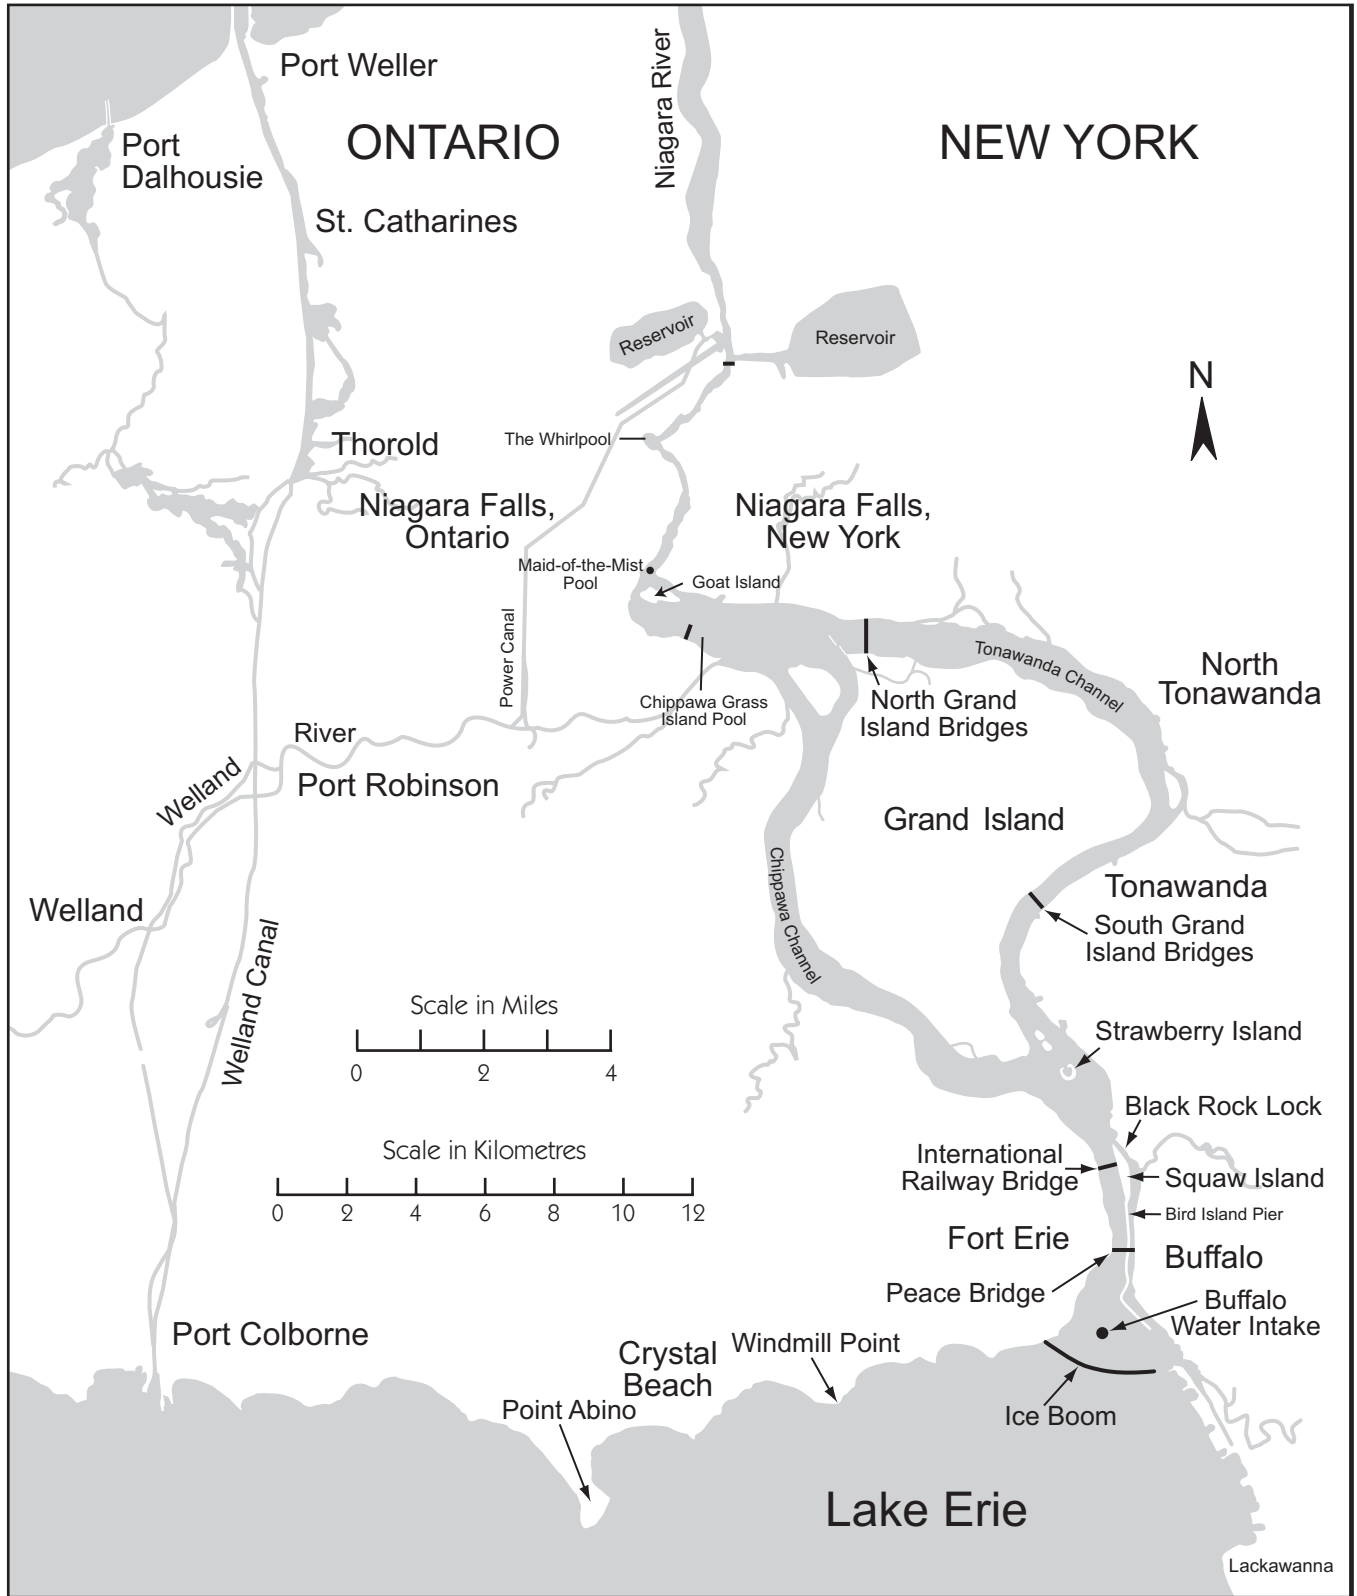 Port Weller
ONTARIO
NEW YORK
Niagara River
Port
Dalhousie
St. Catharines
Reservoir
Reservoir
N
The Whirlpool
Thorold
Niagara Falls,
Ontario
Niagara Falls,
New York
Maid-of-the-Mist
Pool
Goat Island
Power Canal
Tonawanda Channel
North
Tonawanda
Chippawa Grass
Island Pool
North Grand
Island Bridges
River
Welland
Port Robinson
Grand Island
Chippawa Channel
Tonawanda
South Grand
Island Bridges
Welland
Welland Canal
Scale in Miles
0 2 4
Strawberry Island
Black Rock Lock
Scale in Kilometres
0 2 4 6 8 10 12
International
Railway Bridge
Squaw Island
Bird Island Pier
Fort Erie
Buffalo
Peace Bridge
Buffalo
Water Intake
Port Colborne
Crystal
Beach
Windmill Point
Point Abino
Ice Boom
Lake Erie
Lackawanna